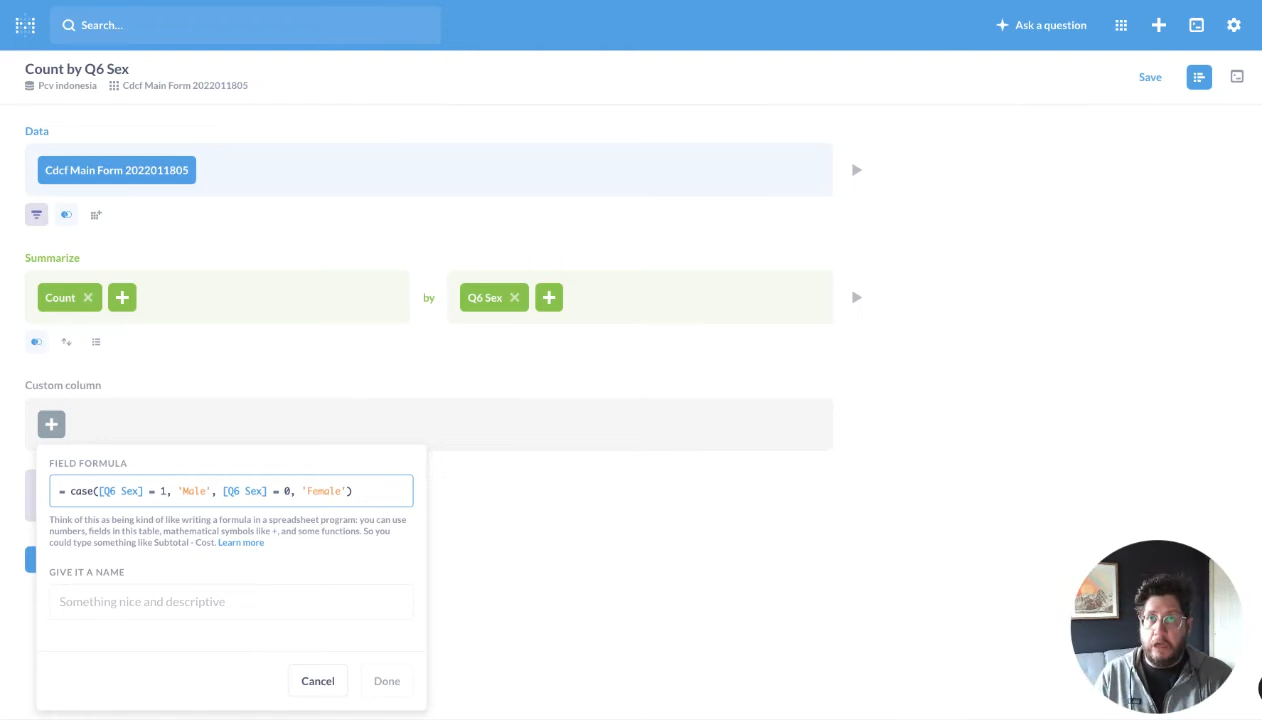 Search...
Ask a question
Count by Q6 Sex
Pcv indonesia Cdcf Main Form 2022011805
Save
Data
Cdcf Main Form 2022011805
Summarize
Count
by
Q6 Sex
Custom column
FIELD FORMULA
= case([Q6 Sex] = 1, 'Male', [Q6 Sex] = 0, 'Female')
Think of this as being kind of like writing a formula in a spreadsheet program: you can use
numbers, fields in this table, mathematical symbols like +, and some functions. So you
could type something like Subtotal - Cost. Learn more
GIVE IT A NAME
Something nice and descriptive
Cancel
Done